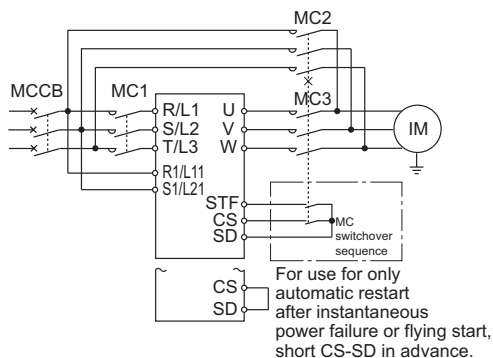 MC2
MCCB
MC1
MC3
R/L1
S/L2
T/L3
R1/L11
S1/L21
U
V
W
IM
STF
CS
SD
MC
switchover
sequence
CS
SD
For use for only
automatic restart
after instantaneous
power failure or flying start,
short CS-SD in advance.